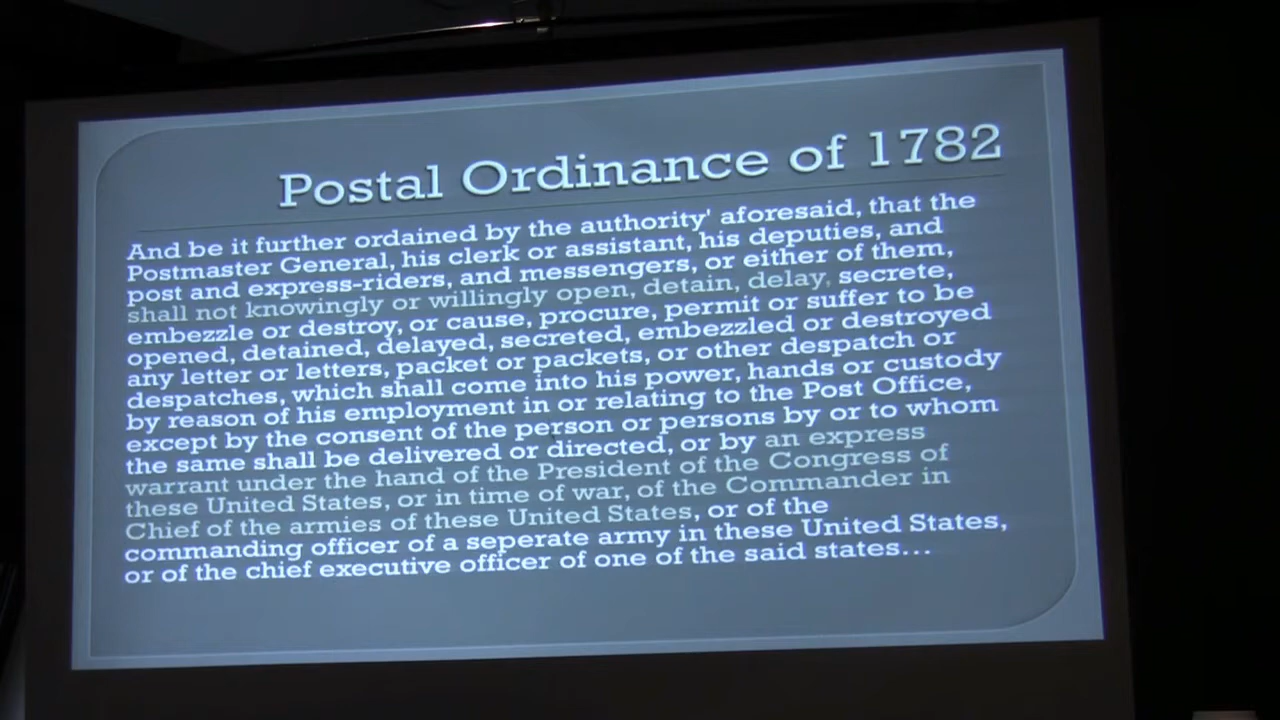 Postal Ordinance of 1782
And be it further ordained by the authority' aforesaid, that the
Postmaster General, his clerk or assistant, his deputies, and
post and express-riders, and messengers, or either of them,
shall not knowingly or willingly open, detain, delay, secrete,
embezzle or destroy, or cause, procure, permit or suffer to be
opened, detained, delayed, secreted, embezzled or destroyed
any letter or letters, packet or packets, or other despatch or
despatches, which shall come into his power, hands or custody
by reason of his employment in or relating to the Post Office,
except by the consent of the person or persons by or to whom
the same shall be delivered or directed, or by an express
warrant under the hand of the President of the Congress of
these United States, or in time of war, of the Commander in
Chief of the armies of these United States, or of the
commanding officer of a seperate army in these United States,
or of the chief executive officer of one of the said states...